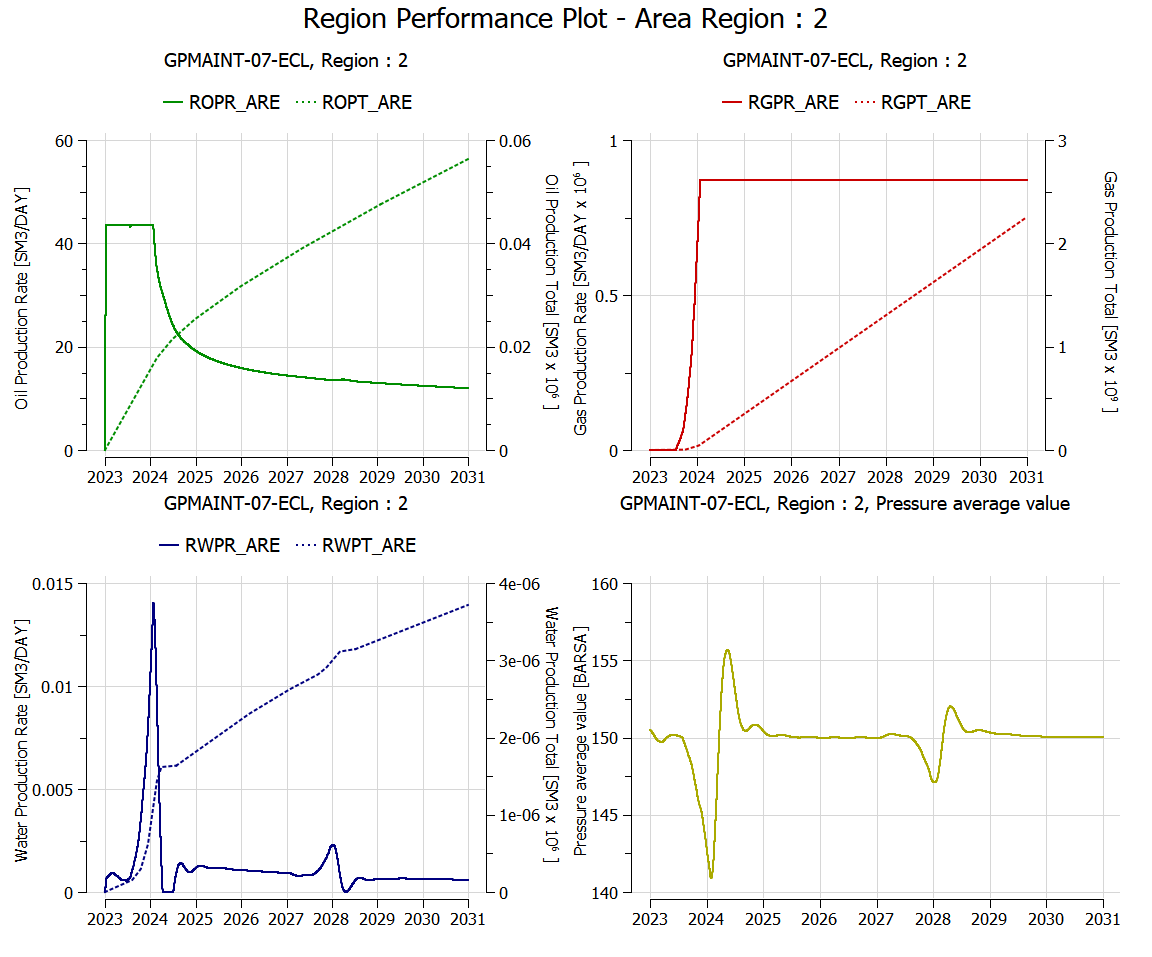 Region Performance Plot - Area Region : 2
GPMAINT-07-ECL, Region : 2
ROPR_ARE ROPT_ARE
Oil Production Rate [SM3/DAY]
60
40
20
0
0.06
0.04
0.02
0
Oil Production Total [SM3 x 10⁶ ]
2023 2024 2025 2026 2027 2028 2029 2030 2031
GPMAINT-07-ECL, Region : 2
RGPR_ARE RGPT_ARE
Gas Production Rate [SM3/DAY x 10⁶ ]
1
0.5
0
3
2
1
0
Gas Production Total [SM3 x 10⁹ ]
2023 2024 2025 2026 2027 2028 2029 2030 2031
GPMAINT-07-ECL, Region : 2
RWPR_ARE RWPT_ARE
Water Production Rate [SM3/DAY]
0.015
0.01
0.005
0
4e-06
3e-06
2e-06
1e-06
0
Water Production Total [SM3 x 10⁶ ]
2023 2024 2025 2026 2027 2028 2029 2030 2031
GPMAINT-07-ECL, Region : 2, Pressure average value
Pressure average value [BARSA]
160
155
150
145
140
2023 2024 2025 2026 2027 2028 2029 2030 2031